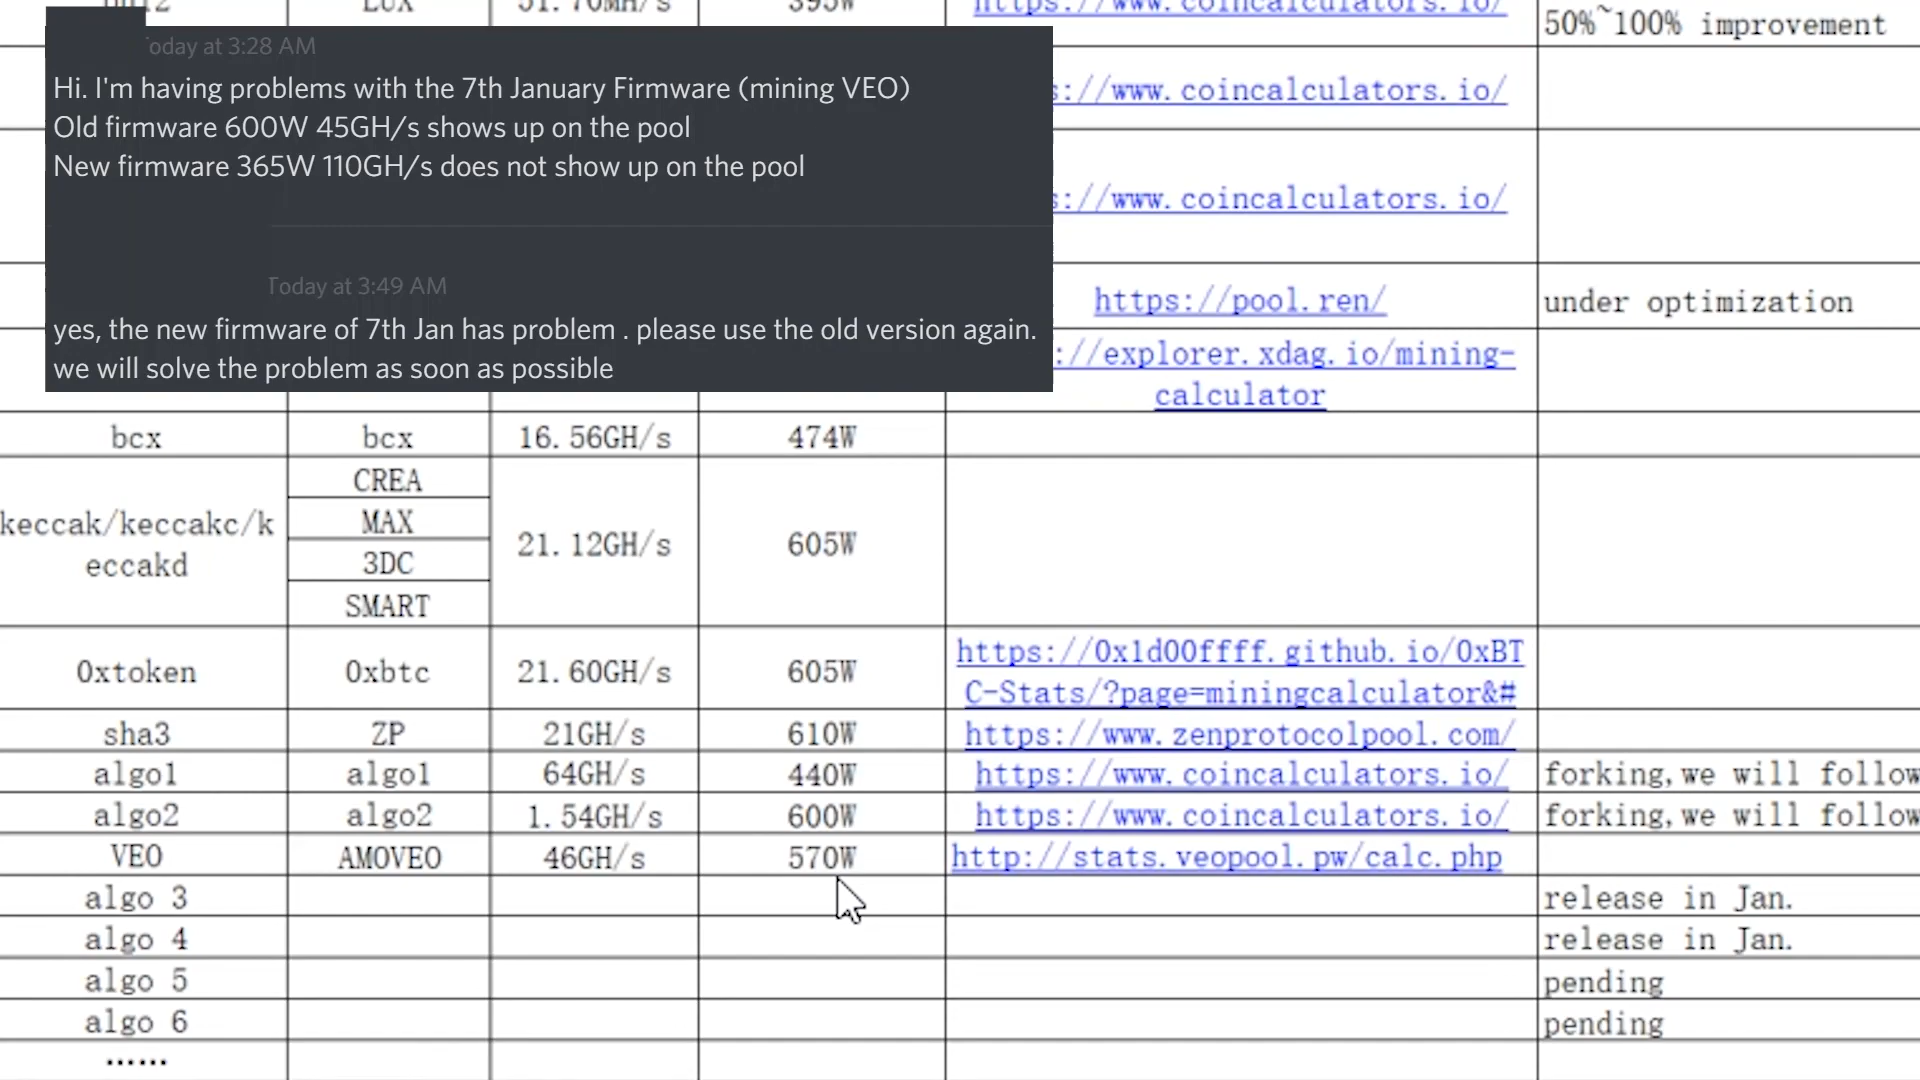 LUX 51.70MH/s 395W https://www.coincalculators.io/
50%~100% improvement
Today at 3:28 AM
Hi. I'm having problems with the 7th January Firmware (mining VEO)
Old firmware 600W 45GH/s shows up on the pool
New firmware 365W 110GH/s does not show up on the pool
Today at 3:49 AM
yes, the new firmware of 7th Jan has problem . please use the old version again.
we will solve the problem as soon as possible
s://www.coincalculators.io/
s://www.coincalculators.io/
https://pool.ren/ under optimization
://explorer.xdag.io/mining-
calculator
bcx bcx 16.56GH/s 474W
keccak/keccakc/k
eccakd
CREA
MAX
3DC
SMART
21.12GH/s 605W
0xtoken 0xbtc 21.60GH/s 605W
https://0x1d00ffff.github.io/0xBT
C-Stats/?page=miningcalculator&#
sha3 ZP 21GH/s 610W https://www.zenprotocolpool.com/
algo1 algo1 64GH/s 440W https://www.coincalculators.io/ forking,we will follow
algo2 algo2 1.54GH/s 600W https://www.coincalculators.io/ forking,we will follow
VEO AMOVEO 46GH/s 570W http://stats.veopool.pw/calc.php
algo 3 release in Jan.
algo 4 release in Jan.
algo 5 pending
algo 6 pending
......